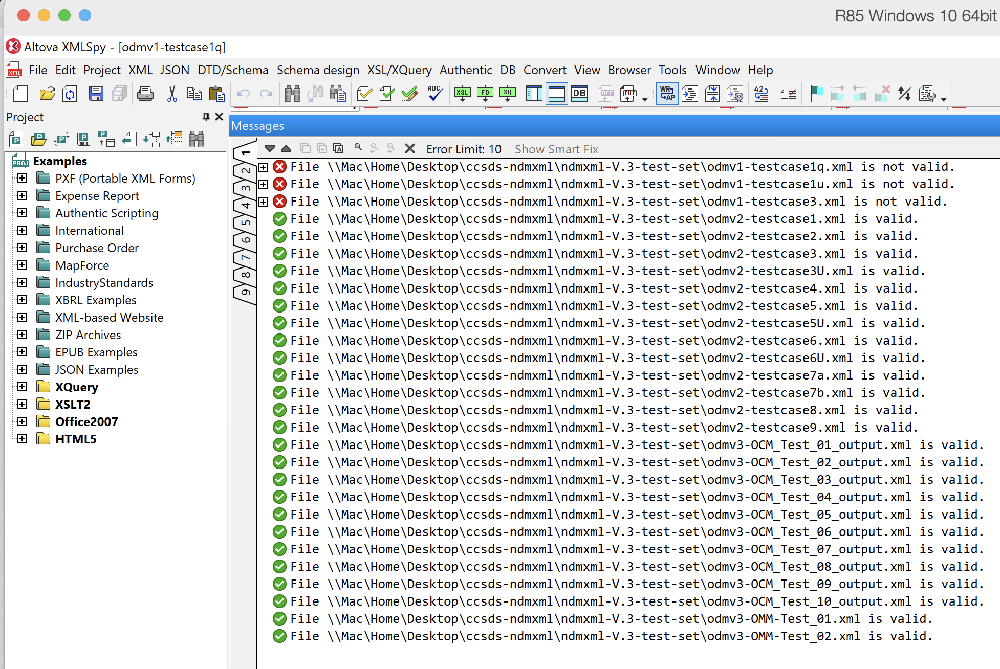 R85 Windows 10 64bit
Altova XMLSpy - [odmv1-testcase1q]
XML File Edit Project XML JSON DTD/Schema Schema design XSL/XQuery Authentic DB Convert View Browser Tools Window Help
ABC XSL FO XQ DB DEF FILE WR AP 42
Project
Messages
P P P P P
1 Error Limit: 10 Show Smart Fix
2
3
4
5
6
7
8
9
PROJ Examples
PXF (Portable XML Forms)
Expense Report
Authentic Scripting
International
Purchase Order
MapForce
IndustryStandards
XBRL Examples
XML-based Website
ZIP Archives
EPUB Examples
JSON Examples
XQuery
XSLT2
Office2007
HTML5
File \\Mac\Home\Desktop\ccsds-ndmxml\ndmxml-V.3-test-set\odmv1-testcase1q.xml is not valid.
File \\Mac\Home\Desktop\ccsds-ndmxml\ndmxml-V.3-test-set\odmv1-testcase1u.xml is not valid.
File \\Mac\Home\Desktop\ccsds-ndmxml\ndmxml-V.3-test-set\odmv1-testcase3.xml is not valid.
File \\Mac\Home\Desktop\ccsds-ndmxml\ndmxml-V.3-test-set\odmv2-testcase1.xml is valid.
File \\Mac\Home\Desktop\ccsds-ndmxml\ndmxml-V.3-test-set\odmv2-testcase2.xml is valid.
File \\Mac\Home\Desktop\ccsds-ndmxml\ndmxml-V.3-test-set\odmv2-testcase3.xml is valid.
File \\Mac\Home\Desktop\ccsds-ndmxml\ndmxml-V.3-test-set\odmv2-testcase3U.xml is valid.
File \\Mac\Home\Desktop\ccsds-ndmxml\ndmxml-V.3-test-set\odmv2-testcase4.xml is valid.
File \\Mac\Home\Desktop\ccsds-ndmxml\ndmxml-V.3-test-set\odmv2-testcase5.xml is valid.
File \\Mac\Home\Desktop\ccsds-ndmxml\ndmxml-V.3-test-set\odmv2-testcase5U.xml is valid.
File \\Mac\Home\Desktop\ccsds-ndmxml\ndmxml-V.3-test-set\odmv2-testcase6.xml is valid.
File \\Mac\Home\Desktop\ccsds-ndmxml\ndmxml-V.3-test-set\odmv2-testcase6U.xml is valid.
File \\Mac\Home\Desktop\ccsds-ndmxml\ndmxml-V.3-test-set\odmv2-testcase7a.xml is valid.
File \\Mac\Home\Desktop\ccsds-ndmxml\ndmxml-V.3-test-set\odmv2-testcase7b.xml is valid.
File \\Mac\Home\Desktop\ccsds-ndmxml\ndmxml-V.3-test-set\odmv2-testcase8.xml is valid.
File \\Mac\Home\Desktop\ccsds-ndmxml\ndmxml-V.3-test-set\odmv2-testcase9.xml is valid.
File \\Mac\Home\Desktop\ccsds-ndmxml\ndmxml-V.3-test-set\odmv3-OCM_Test_01_output.xml is valid.
File \\Mac\Home\Desktop\ccsds-ndmxml\ndmxml-V.3-test-set\odmv3-OCM_Test_02_output.xml is valid.
File \\Mac\Home\Desktop\ccsds-ndmxml\ndmxml-V.3-test-set\odmv3-OCM_Test_03_output.xml is valid.
File \\Mac\Home\Desktop\ccsds-ndmxml\ndmxml-V.3-test-set\odmv3-OCM_Test_04_output.xml is valid.
File \\Mac\Home\Desktop\ccsds-ndmxml\ndmxml-V.3-test-set\odmv3-OCM_Test_05_output.xml is valid.
File \\Mac\Home\Desktop\ccsds-ndmxml\ndmxml-V.3-test-set\odmv3-OCM_Test_06_output.xml is valid.
File \\Mac\Home\Desktop\ccsds-ndmxml\ndmxml-V.3-test-set\odmv3-OCM_Test_07_output.xml is valid.
File \\Mac\Home\Desktop\ccsds-ndmxml\ndmxml-V.3-test-set\odmv3-OCM_Test_08_output.xml is valid.
File \\Mac\Home\Desktop\ccsds-ndmxml\ndmxml-V.3-test-set\odmv3-OCM_Test_09_output.xml is valid.
File \\Mac\Home\Desktop\ccsds-ndmxml\ndmxml-V.3-test-set\odmv3-OCM_Test_10_output.xml is valid.
File \\Mac\Home\Desktop\ccsds-ndmxml\ndmxml-V.3-test-set\odmv3-OMM-Test_01.xml is valid.
File \\Mac\Home\Desktop\ccsds-ndmxml\ndmxml-V.3-test-set\odmv3-OMM-Test_02.xml is valid.